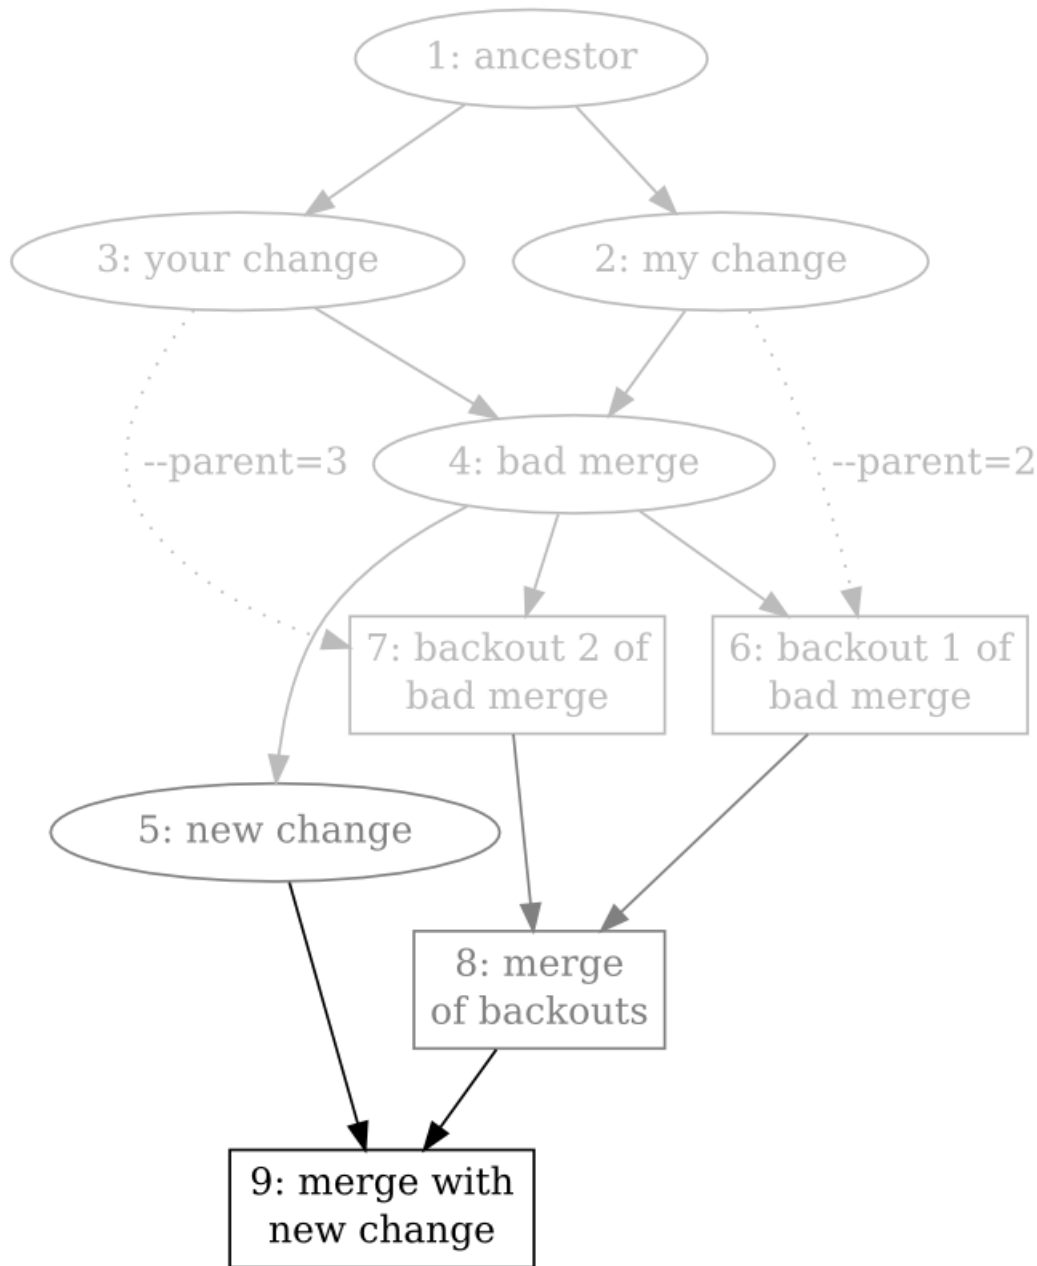 1: ancestor
3: your change
2: my change
--parent=3
4: bad merge
--parent=2
7: backout 2 of
bad merge
6: backout 1 of
bad merge
5: new change
8: merge
of backouts
9: merge with
new change